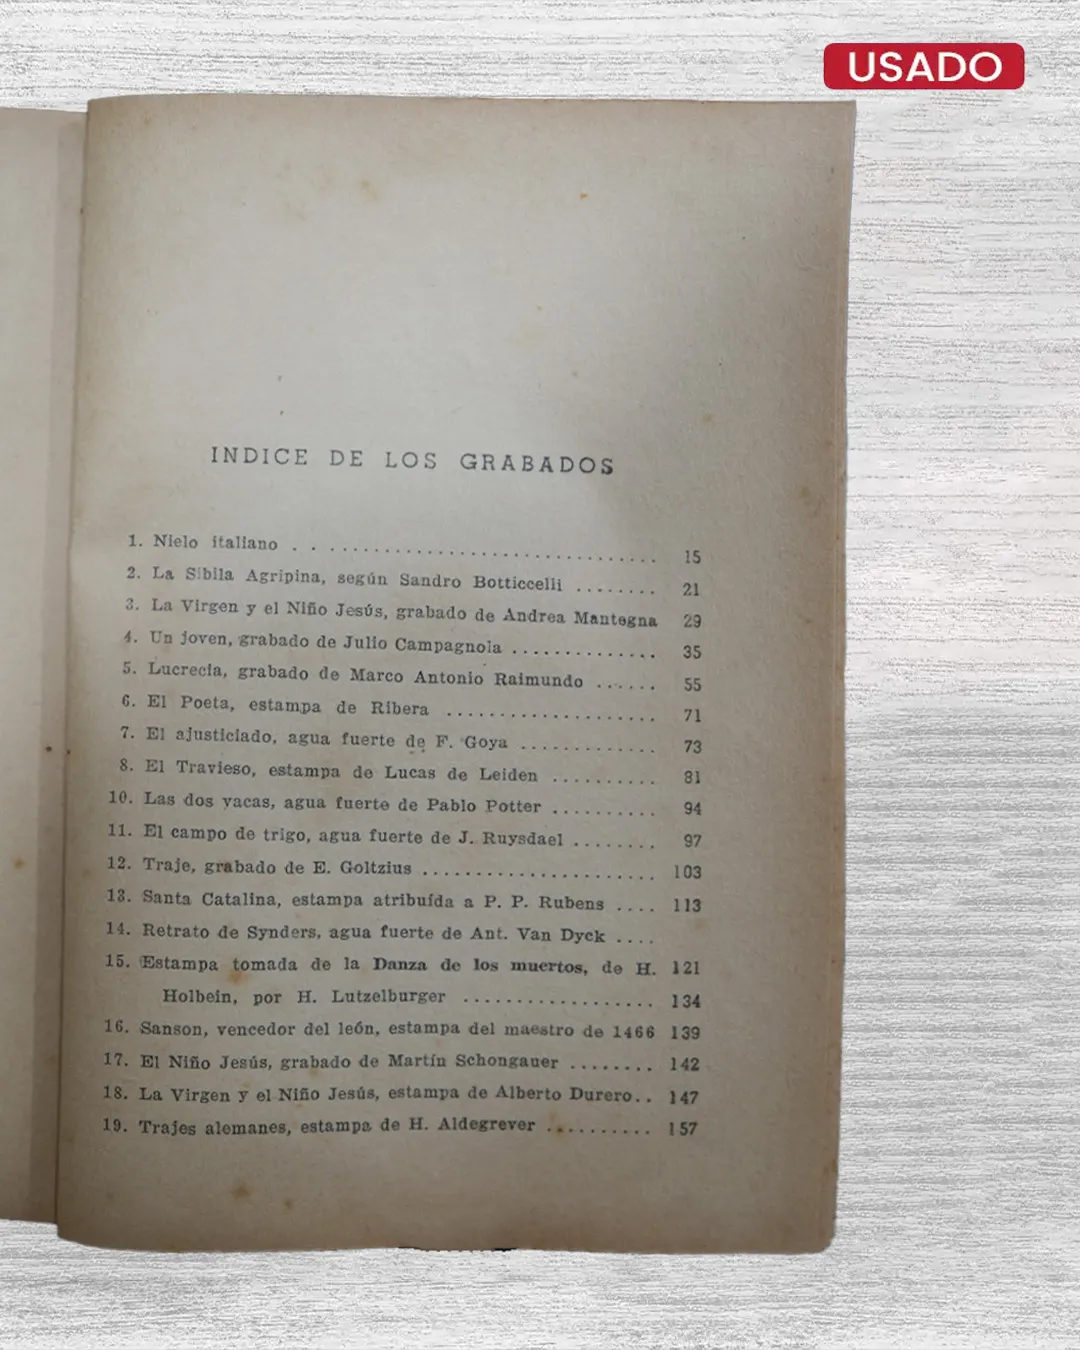 USADO
INDICE DE LOS GRABADOS
1. Nielo italiano . . ................................ 15
2. La Sibila Agripina, según Sandro Botticcelli ........ 21
3. La Virgen y el Niño Jesús, grabado de Andrea Mantegna 29
4. Un joven, grabado de Julio Campagnola .............. 35
5. Lucrecia, grabado de Marco Antonio Raimundo ...... 55
6. El Poeta, estampa de Ribera .................... 71
7. El ajusticiado, agua fuerte de F. Goya ............. 73
8. El Travieso, estampa de Lucas de Leiden .......... 81
10. Las dos vacas, agua fuerte de Pablo Potter .......... 94
11. El campo de trigo, agua fuerte de J. Ruysdael ........ 97
12. Traje, grabado de E. Goltzius ...................... 103
13. Santa Catalina, estampa atribuída a P. P. Rubens .... 113
14. Retrato de Synders, agua fuerte de Ant. Van Dyck ....
15. Estampa tomada de la Danza de los muertos, de H. 121
Holbein, por H. Lutzelburger .................. 134
16. Sanson, vencedor del león, estampa del maestro de 1466 139
17. El Niño Jesús, grabado de Martín Schongauer ........ 142
18. La Virgen y el Niño Jesús, estampa de Alberto Durero.. 147
19. Trajes alemanes, estampa de H. Aldegrever .......... 157